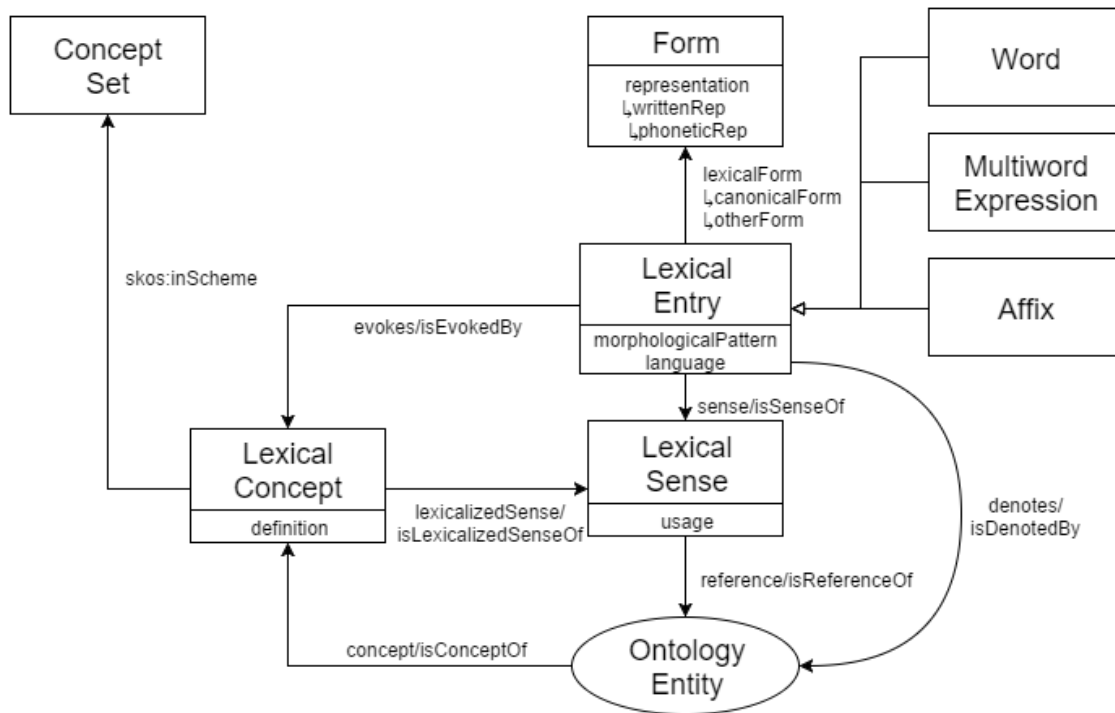 Concept
Set
Form
representation
↳writtenRep
↳phoneticRep
Word
lexicalForm
↳canonicalForm
↳otherForm
Multiword
Expression
skos:inScheme
Lexical
Entry
morphologicalPattern
language
Affix
evokes/isEvokedBy
sense/isSenseOf
Lexical
Concept
definition
lexicalizedSense/
isLexicalizedSenseOf
Lexical
Sense
usage
denotes/
isDenotedBy
reference/isReferenceOf
concept/isConceptOf
Ontology
Entity